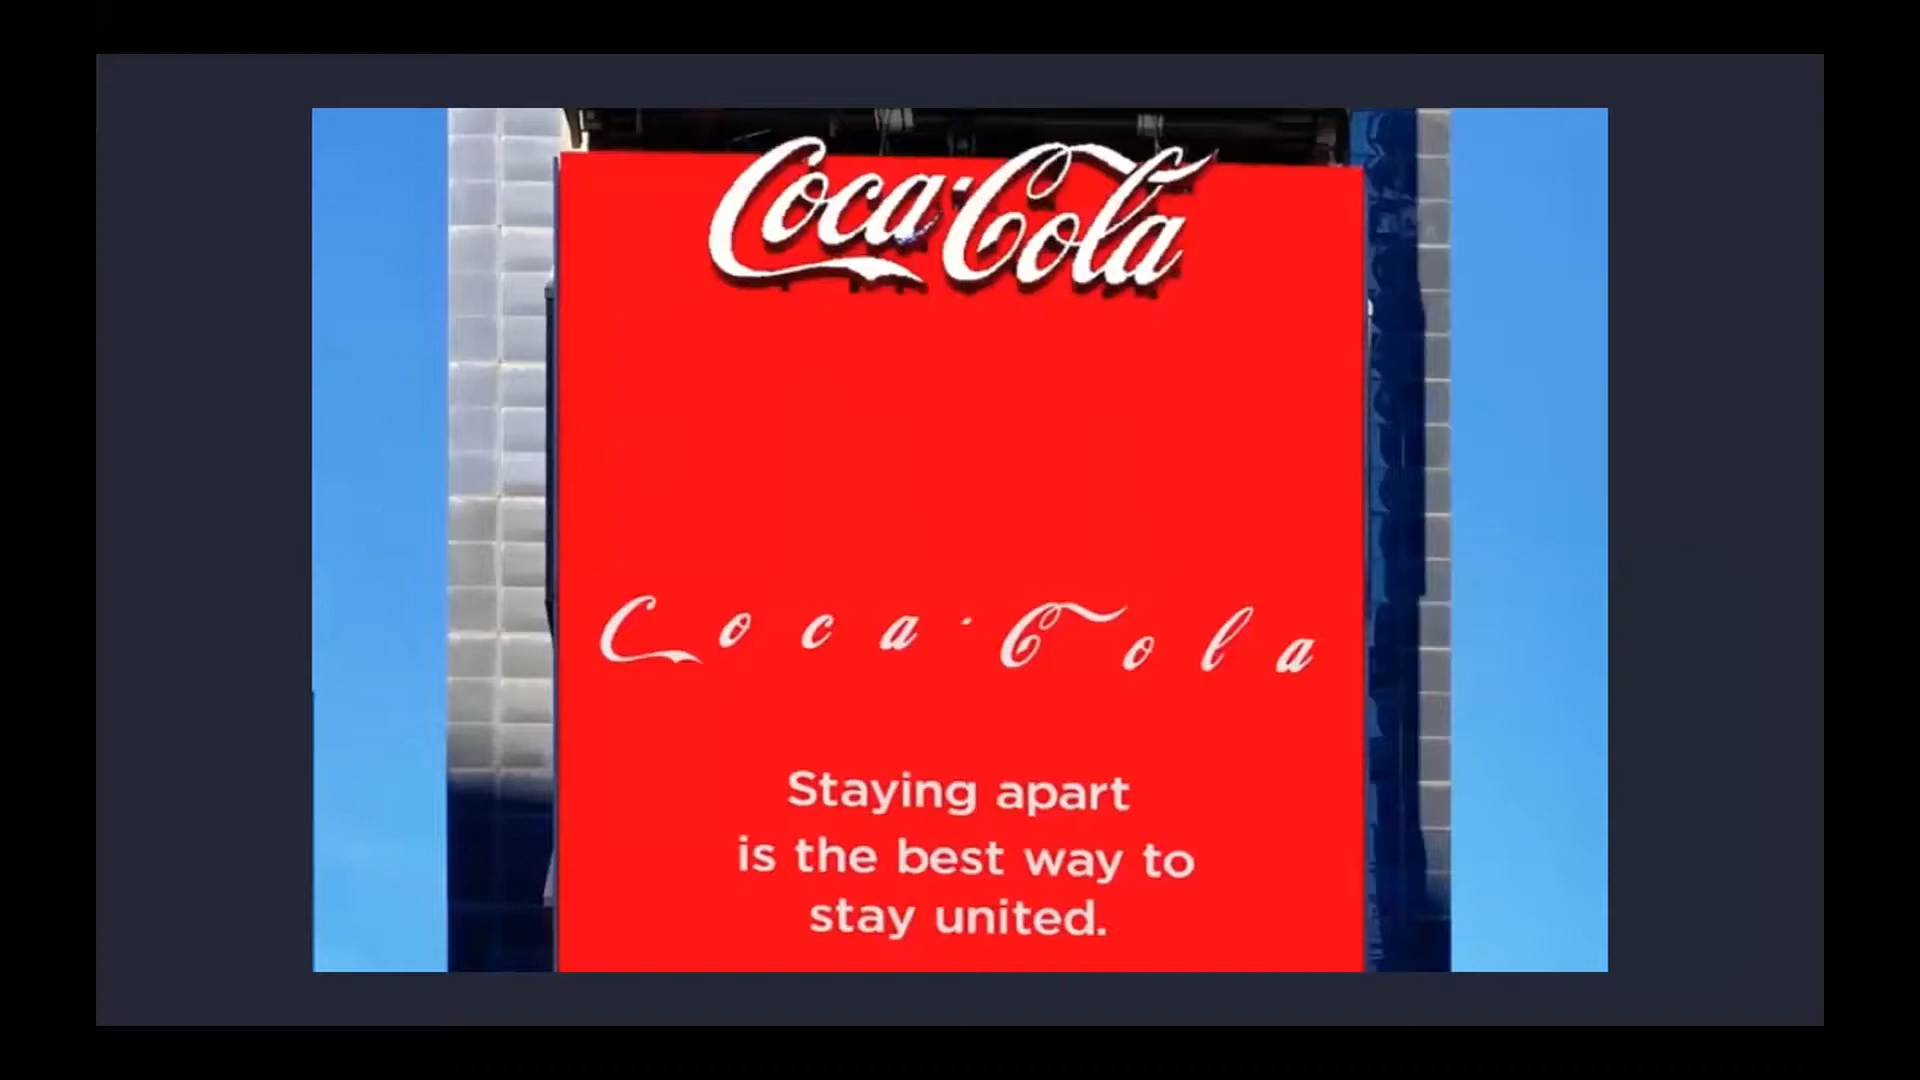 Coca-Cola
Coca-Cola
Staying apart
is the best way to
stay united.